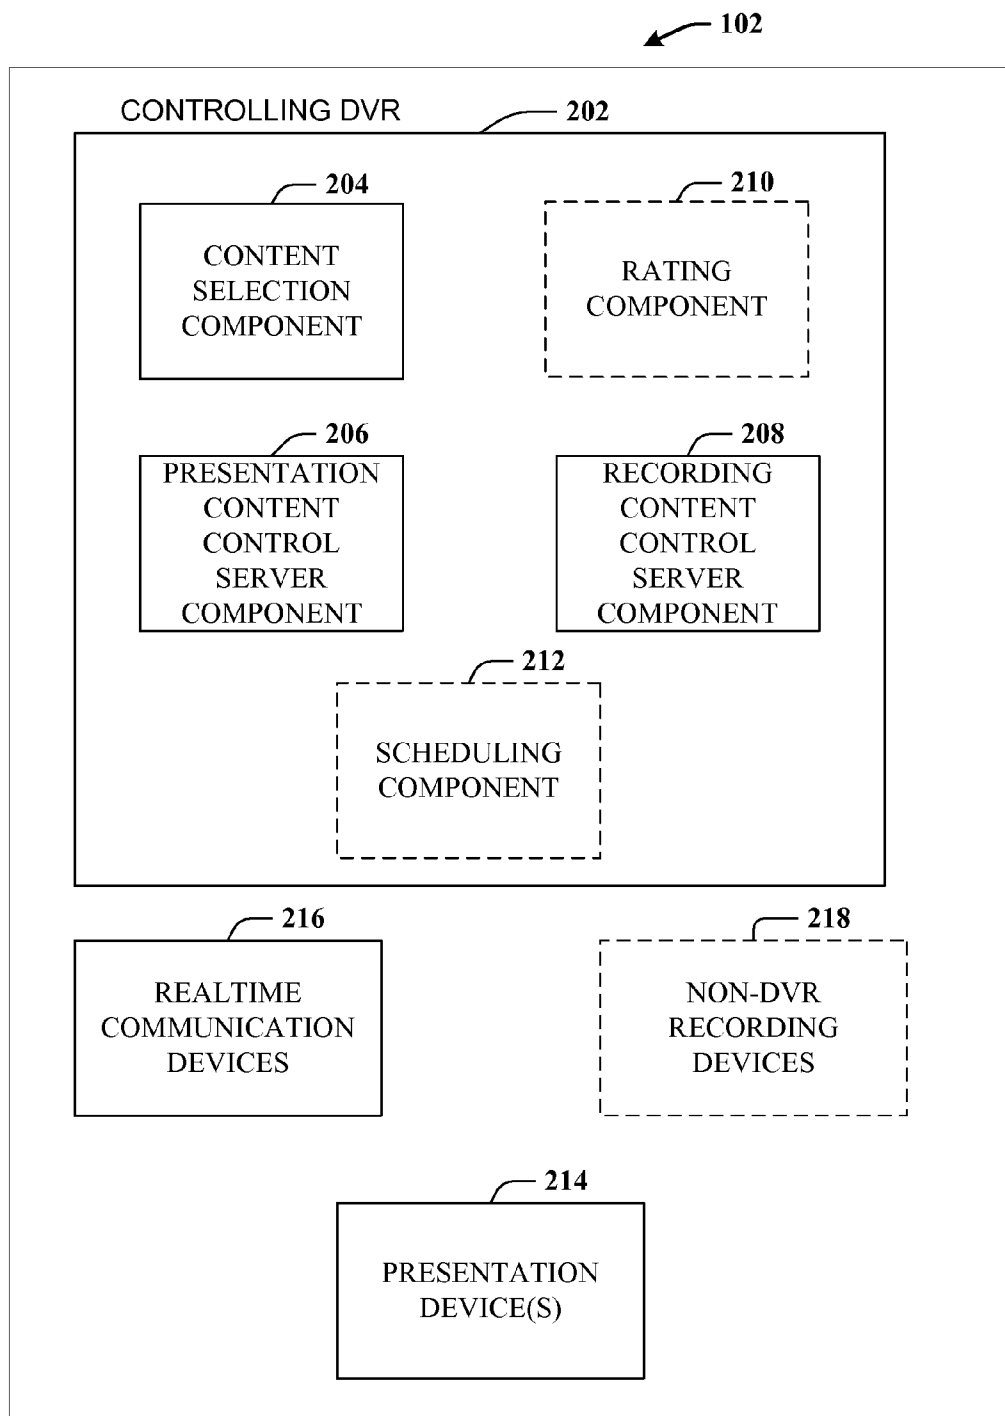 102
CONTROLLING DVR
202
204
CONTENT
SELECTION
COMPONENT
210
RATING
COMPONENT
206
PRESENTATION
CONTENT
CONTROL
SERVER
COMPONENT
208
RECORDING
CONTENT
CONTROL
SERVER
COMPONENT
212
SCHEDULING
COMPONENT
216
REALTIME
COMMUNICATION
DEVICES
218
NON-DVR
RECORDING
DEVICES
214
PRESENTATION
DEVICE(S)